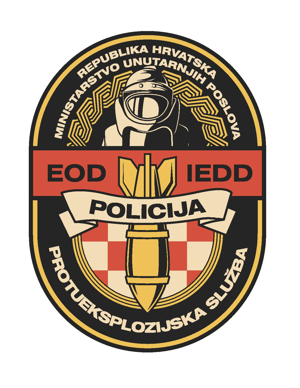 REPUBLIKA HRVATSKA
MINISTARSTVO UNUTARNJIH POSLOVA
EOD IEDD
POLICIJA
PROTUEKSPLOZIJSKA SLUŽBA